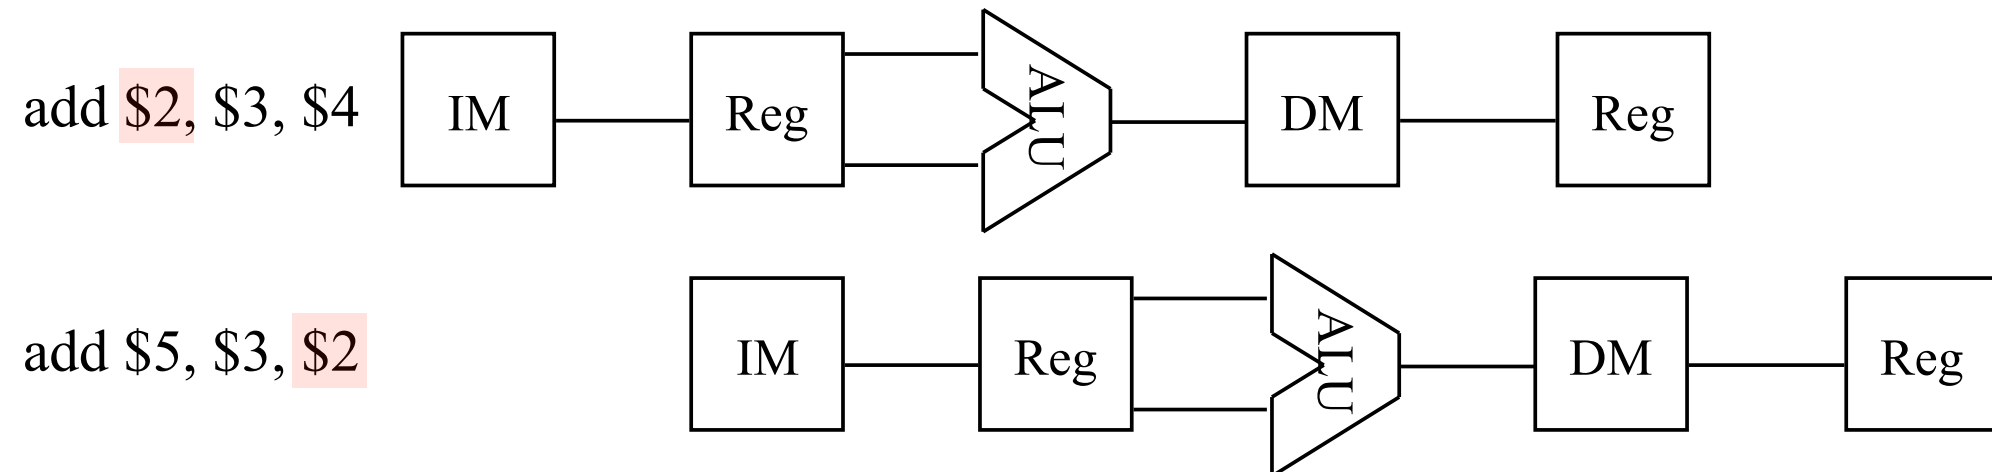 add $2, $3, $4 IM Reg ALU DM Reg
add $5, $3, $2 IM Reg ALU DM Reg